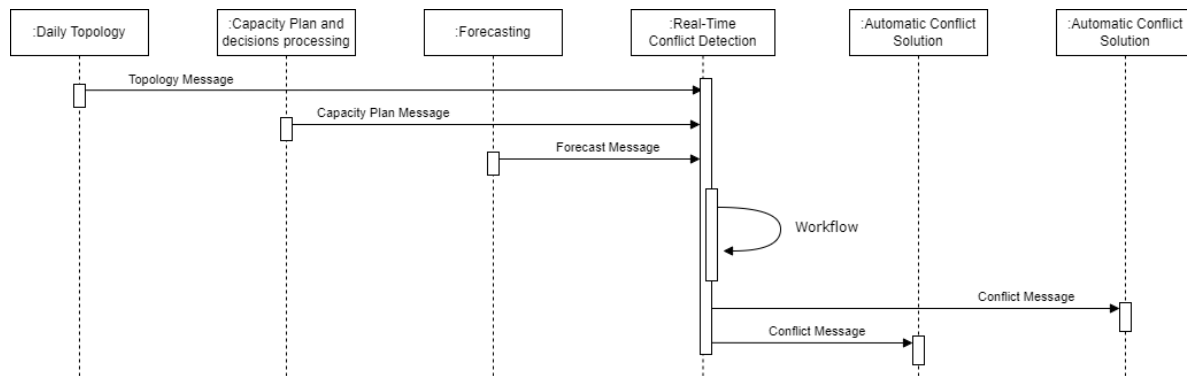 :Daily Topology
:Capacity Plan and
decisions processing
:Forecasting
:Real-Time
Conflict Detection
:Automatic Conflict
Solution
:Automatic Conflict
Solution
Topology Message
Capacity Plan Message
Forecast Message
Workflow
Conflict Message
Conflict Message